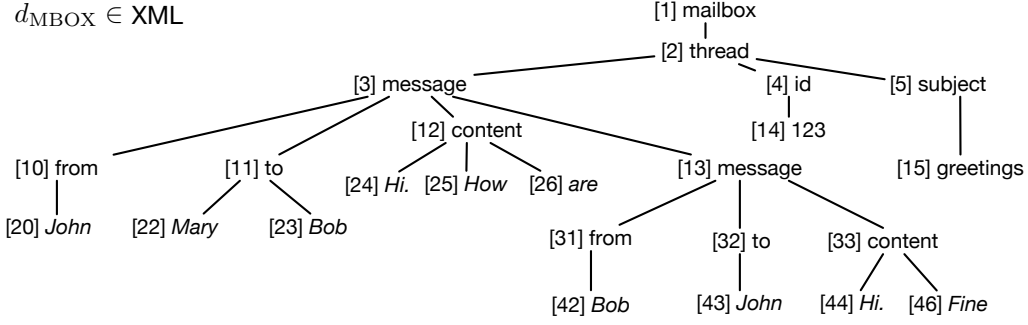 d_MBOX ∈ XML
[1] mailbox
[2] thread
[3] message
[4] id
[5] subject
[12] content
[14] 123
[10] from
[11] to
[13] message
[15] greetings
[24] Hi.
[25] How
[26] are
[20] John
[22] Mary
[23] Bob
[31] from
[32] to
[33] content
[42] Bob
[43] John
[44] Hi.
[46] Fine